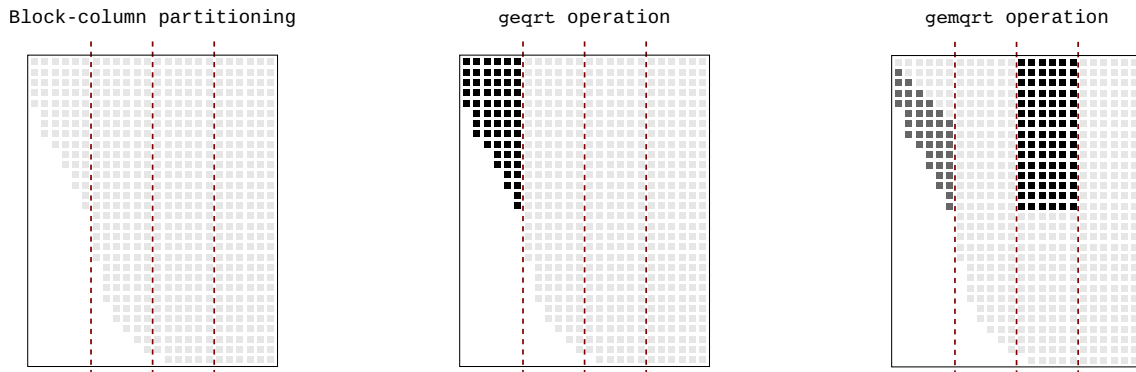 Block-column partitioning
geqrt operation
gemqrt operation